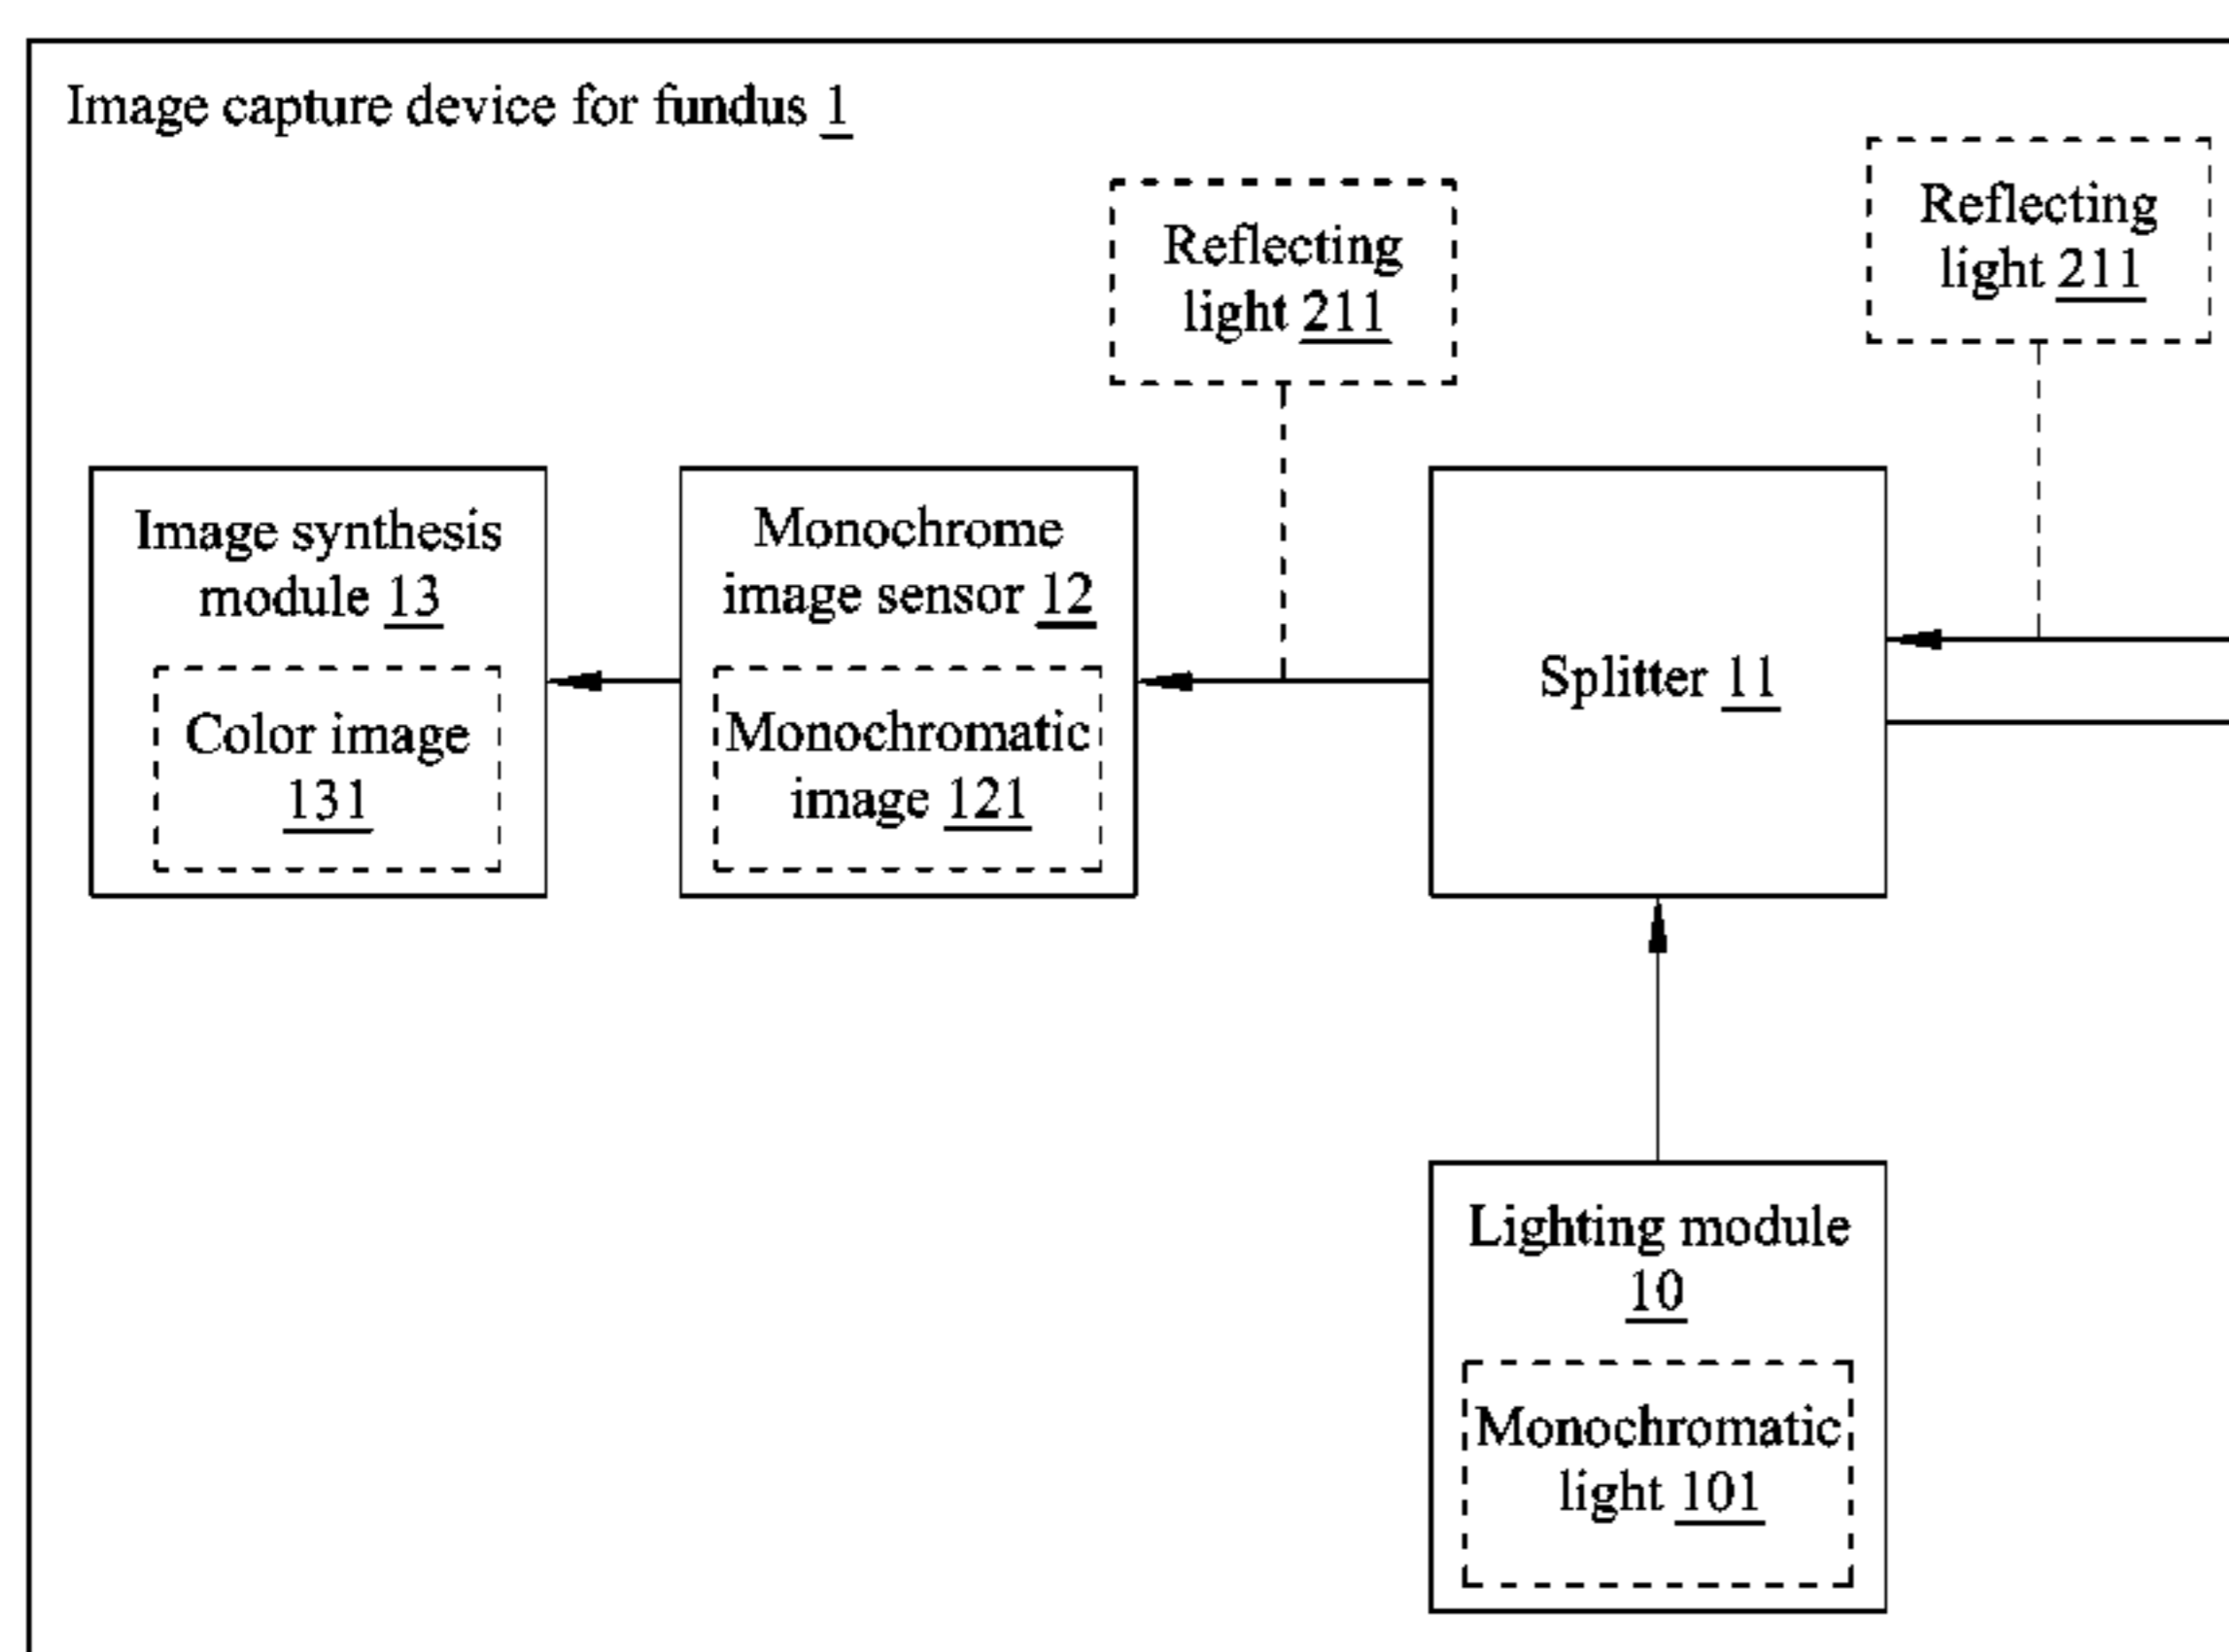 Image capture device for fundus 1
Reflecting
light 211
Reflecting
light 211
Image synthesis
module 13
Color image
131
Monochrome
image sensor 12
Monochromatic
image 121
Splitter 11
Lighting module
10
Monochromatic
light 101